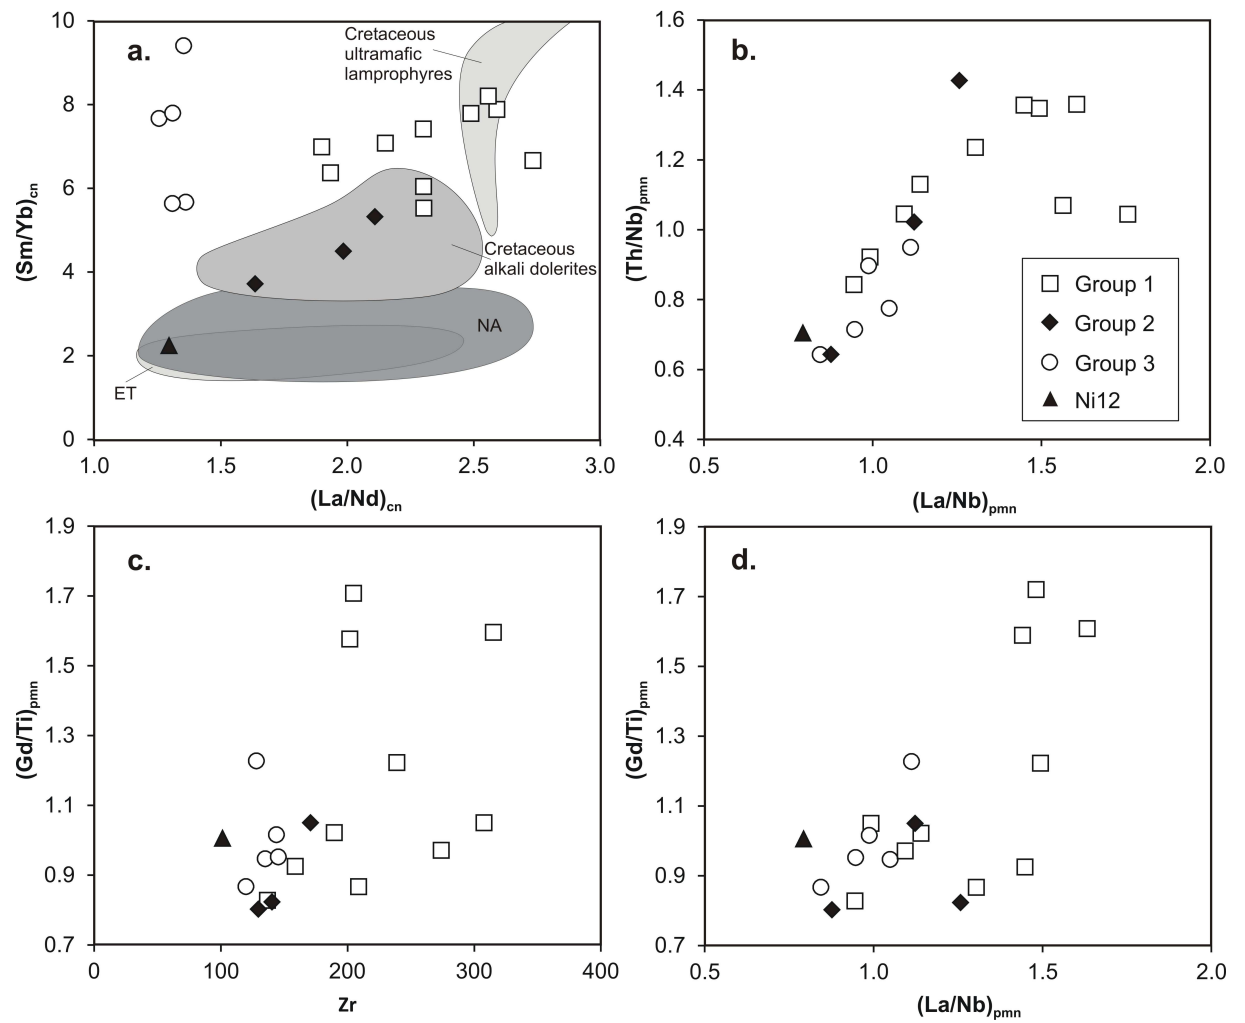 a.
10
8
6
4
2
0
(Sm/Yb)cn
Cretaceous
ultramafic
lamprophyres
Cretaceous
alkali dolerites
NA
ET
1.0 1.5 2.0 2.5 3.0
(La/Nd)cn
b.
1.6
1.4
1.2
1.0
0.8
0.6
0.4
(Th/Nb)pmn
Group 1
Group 2
Group 3
Ni12
0.5 1.0 1.5 2.0
(La/Nb)pmn
c.
1.9
1.7
1.5
1.3
1.1
0.9
0.7
(Gd/Ti)pmn
0 100 200 300 400
Zr
d.
1.9
1.7
1.5
1.3
1.1
0.9
0.7
(Gd/Ti)pmn
0.5 1.0 1.5 2.0
(La/Nb)pmn